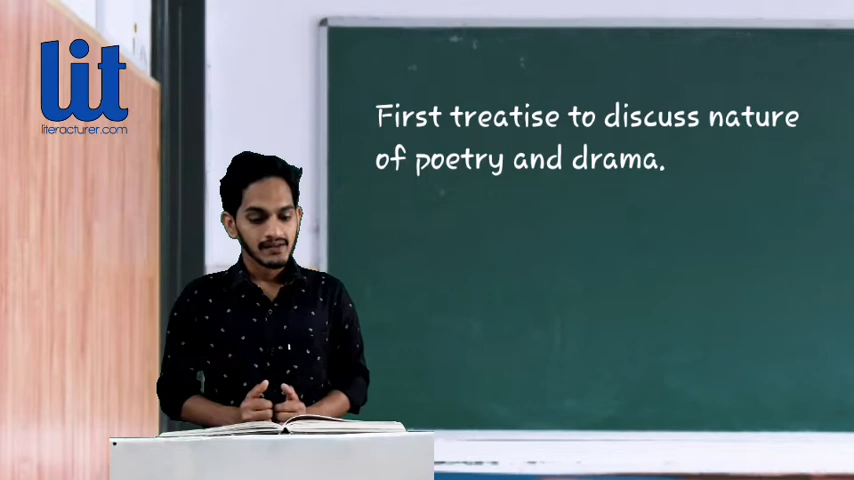 lit
literacturer.com
First treatise to discuss nature
of poetry and drama.